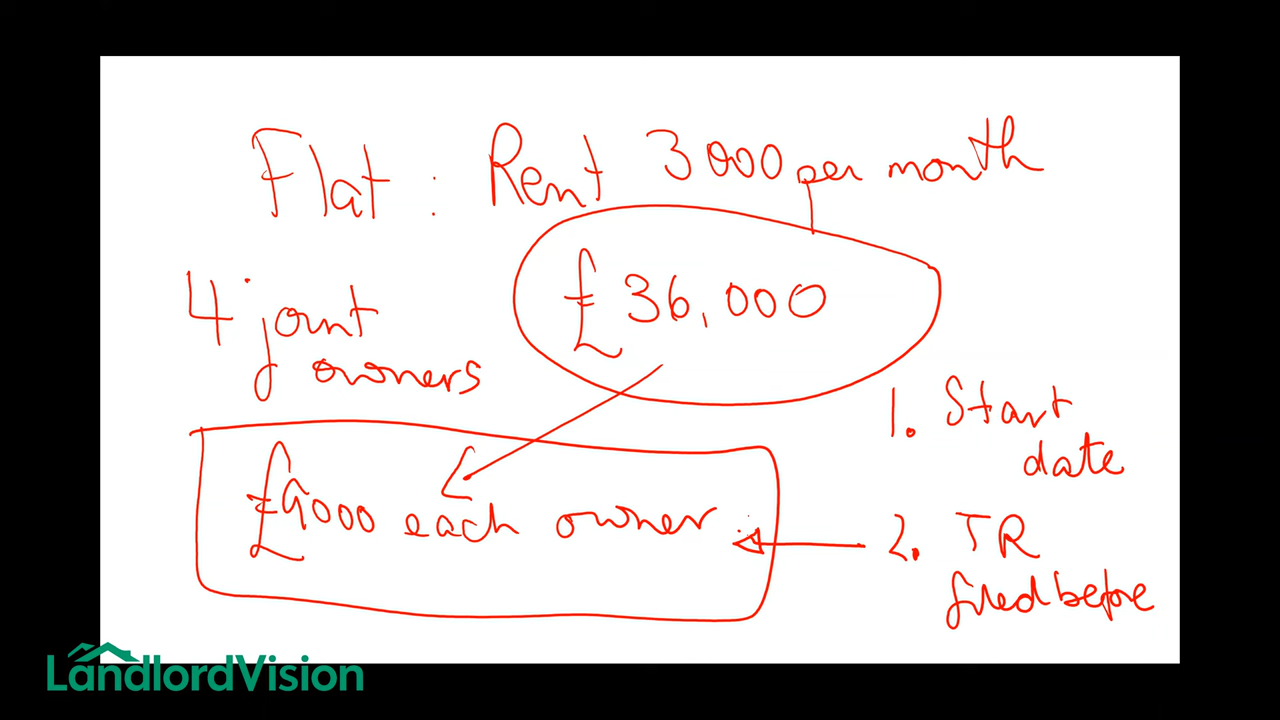 Flat : Rent 3000 per month
£36,000
4 joint
owners
£9000 each owner
1. Start
date
2. TR
filed before
LandlordVision